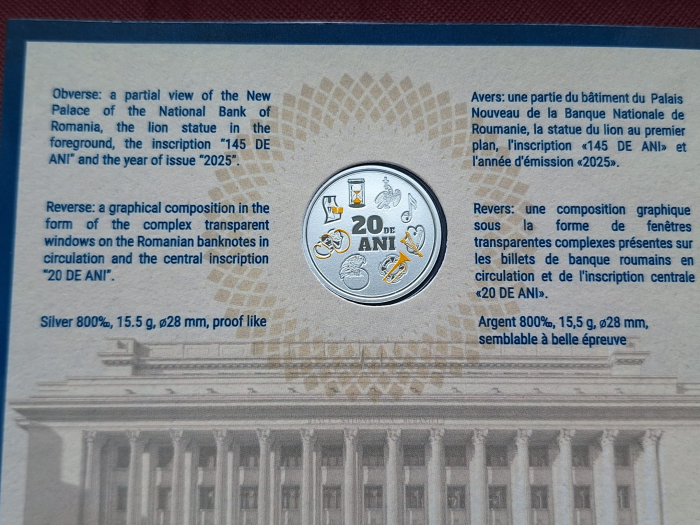 Obverse: a partial view of the New
Palace of the National Bank of
Romania, the lion statue in the
foreground, the inscription "145 DE
ANI" and the year of issue "2025".
Reverse: a graphical composition in the
form of the complex transparent
windows on the Romanian banknotes in
circulation and the central inscription
"20 DE ANI".
Silver 800‰, 15.5 g, ø28 mm, proof like
20 DE
ANI
Avers: une partie du bâtiment du Palais
Nouveau de la Banque Nationale de
Roumanie, la statue du lion au premier
plan, l'inscription «145 DE ANI» et
l'année d'émission «2025».
Revers: une composition graphique
sous la forme de fenêtres
transparentes complexes présentes sur
les billets de banque roumains en
circulation et de l'inscription centrale
«20 DE ANI».
Argent 800‰, 15,5 g, ø28 mm,
semblable à belle épreuve